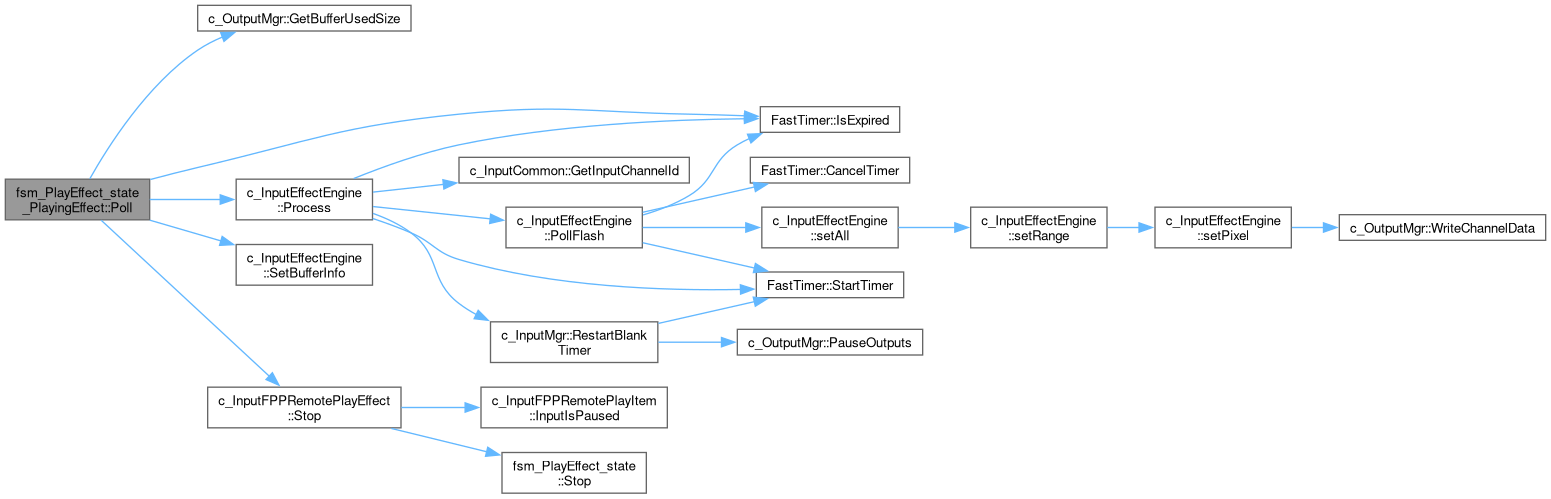 c_OutputMgr::GetBufferUsedSize
FastTimer::IsExpired
c_InputCommon::GetInputChannelId
FastTimer::CancelTimer
fsm_PlayEffect_state
_PlayingEffect::Poll
c_InputEffectEngine
::Process
c_InputEffectEngine
::PollFlash
c_InputEffectEngine
::setAll
c_InputEffectEngine
::setRange
c_InputEffectEngine
::setPixel
c_OutputMgr::WriteChannelData
c_InputEffectEngine
::SetBufferInfo
FastTimer::StartTimer
c_InputMgr::RestartBlank
Timer
c_OutputMgr::PauseOutputs
c_InputFPPRemotePlayEffect
::Stop
c_InputFPPRemotePlayItem
::InputIsPaused
fsm_PlayEffect_state
::Stop